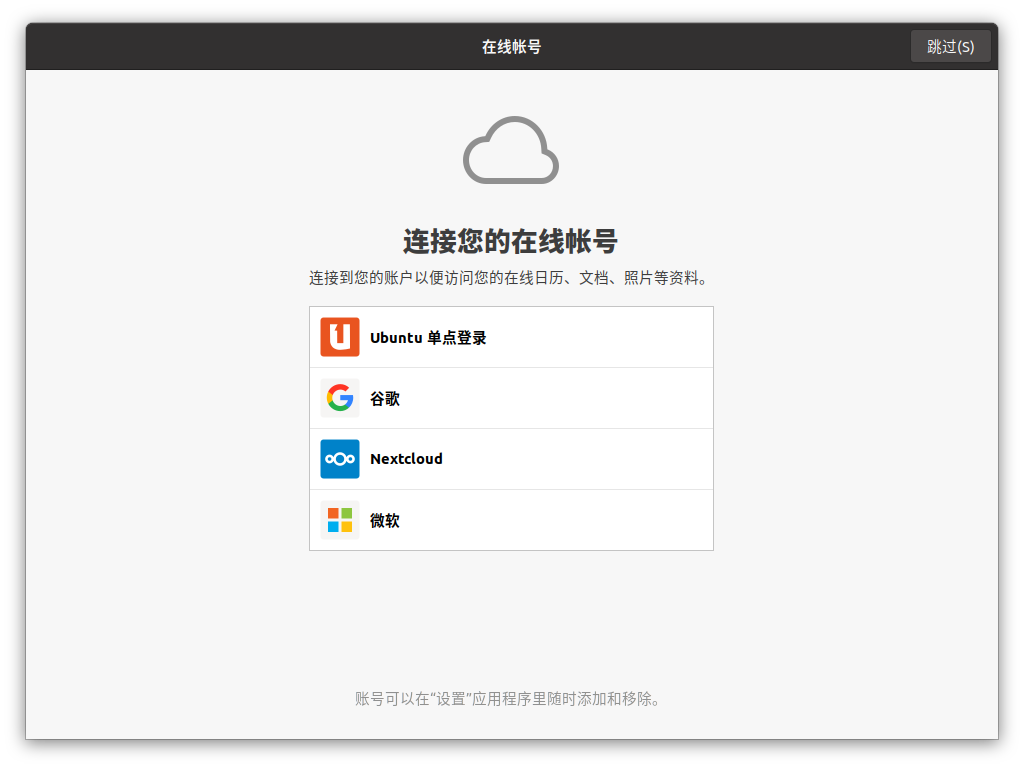 在线帐号
跳过(S)
连接您的在线帐号
连接到您的账户以便访问您的在线日历、文档、照片等资料。
Ubuntu 单点登录
谷歌
Nextcloud
微软
账号可以在“设置”应用程序里随时添加和移除。